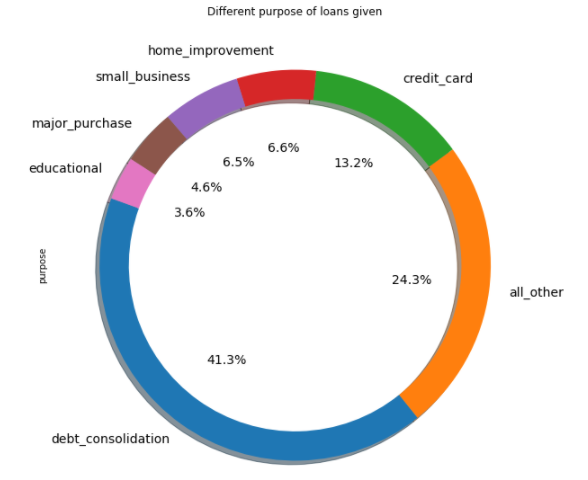 Different purpose of loans given
home_improvement
small_business
credit_card
major_purchase
educational
6.6%
6.5%
13.2%
4.6%
3.6%
purpose
24.3%
all_other
41.3%
debt_consolidation